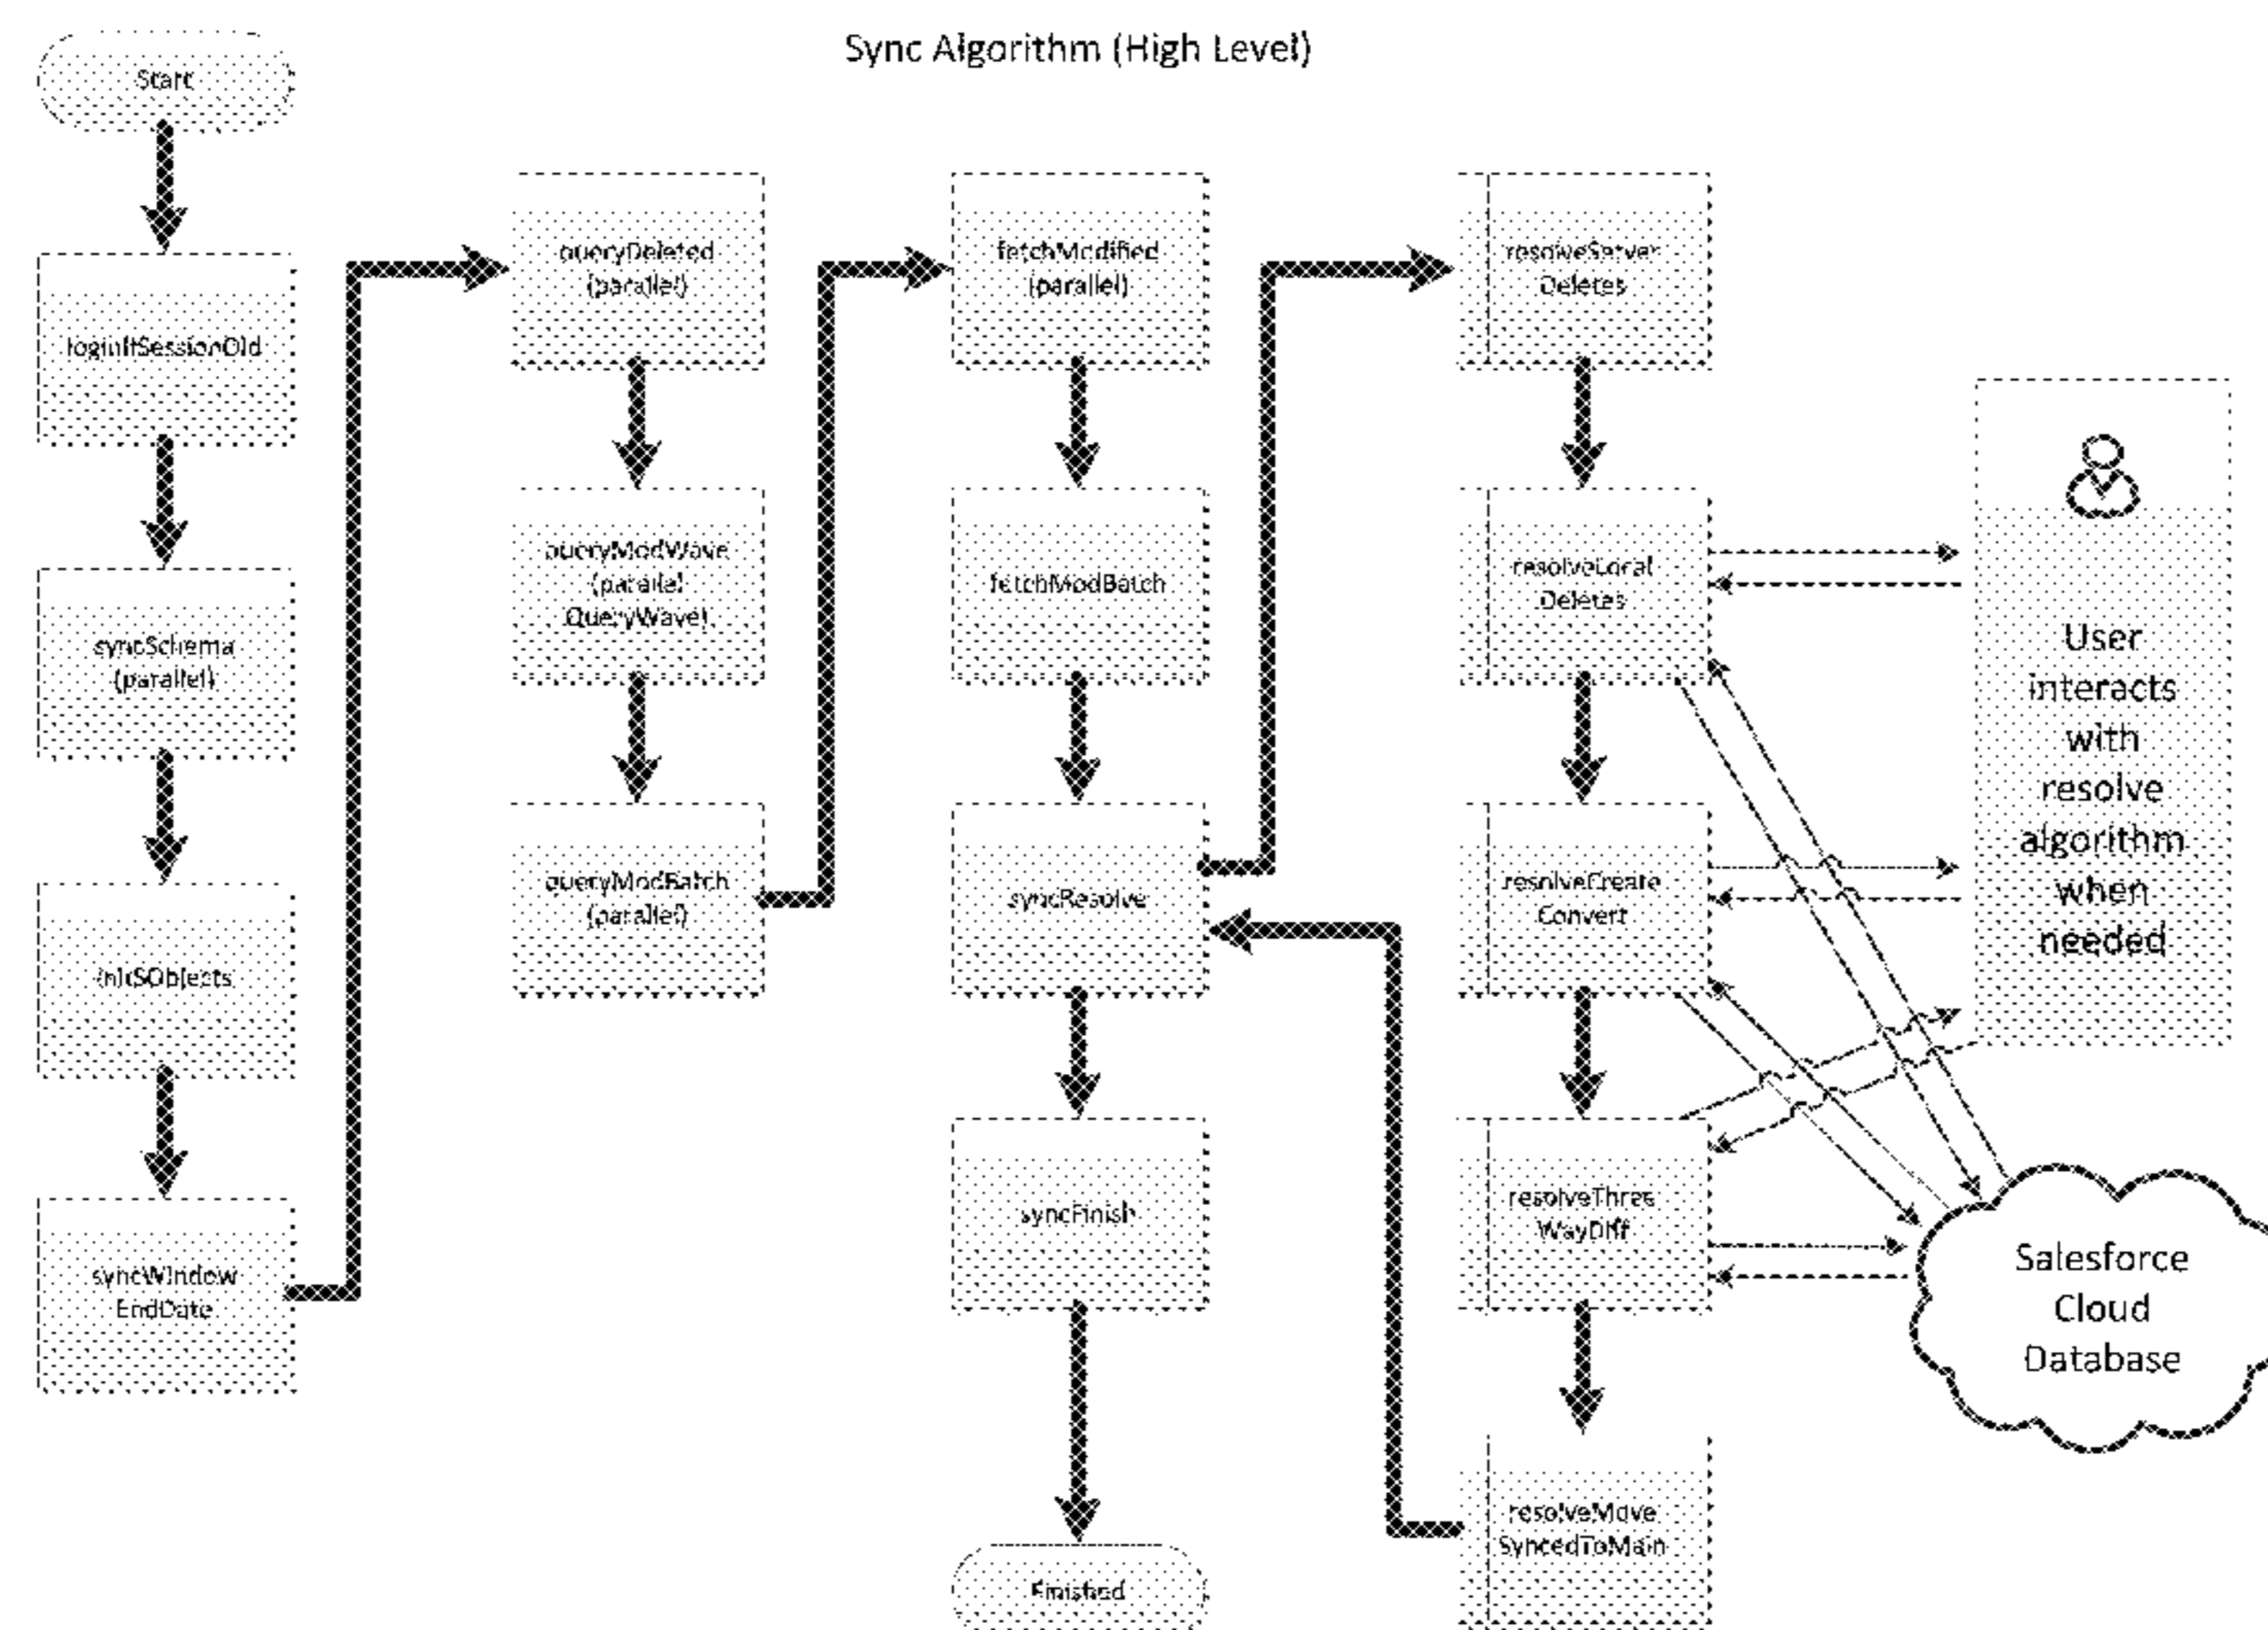 Sync Algorithm (High Level)
Start
loginIfSessionOld
syncSchema
(parallel)
initSObjects
syncWindow
EndDate
queryDeleted
(parallel)
queryModWave
(parallel
QueryWave)
queryModBatch
(parallel)
fetchModified
(parallel)
fetchModBatch
syncResolve
syncFinish
Finished
resolveServer
Deletes
resolveLocal
Deletes
resolveCreate
Convert
resolveThree
WayDiff
resolveMove
SyncedToMain
User
interacts
with
resolve
algorithm
when
needed
Salesforce
Cloud
Database